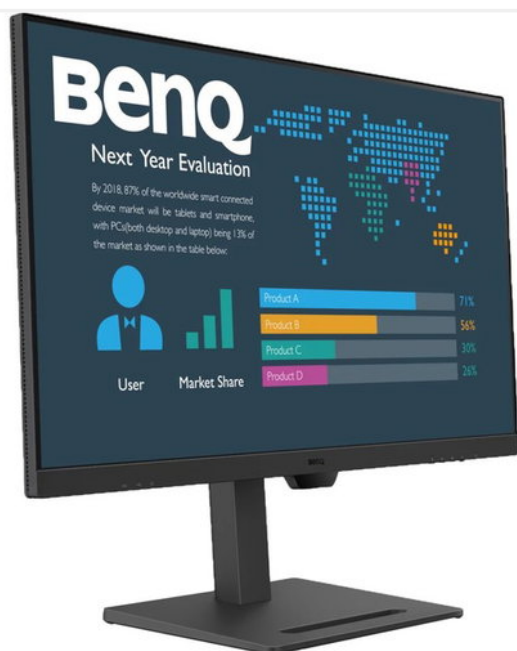 BenQ
Next Year Evaluation
By 2018, 87% of the worldwide smart connected
device market will be tablets and smartphone,
with PCs(both desktop and laptop) being 13% of
the market as shown in the table below:
Product A 71%
Product B 56%
Product C 30%
Product D 26%
User Market Share
BenQ